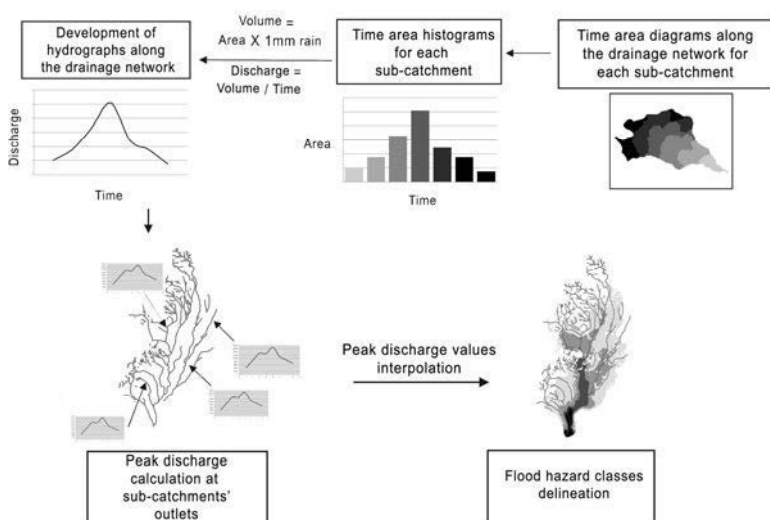 Development of
hydrographs along
the drainage network
Volume =
Area X 1mm rain
Discharge =
Volume / Time
Time area histograms
for each
sub-catchment
Time area diagrams along
the drainage network for
each sub-catchment
Discharge
Time
Area
Time
Peak discharge values
interpolation
Peak discharge
calculation at
sub-catchments'
outlets
Flood hazard classes
delineation